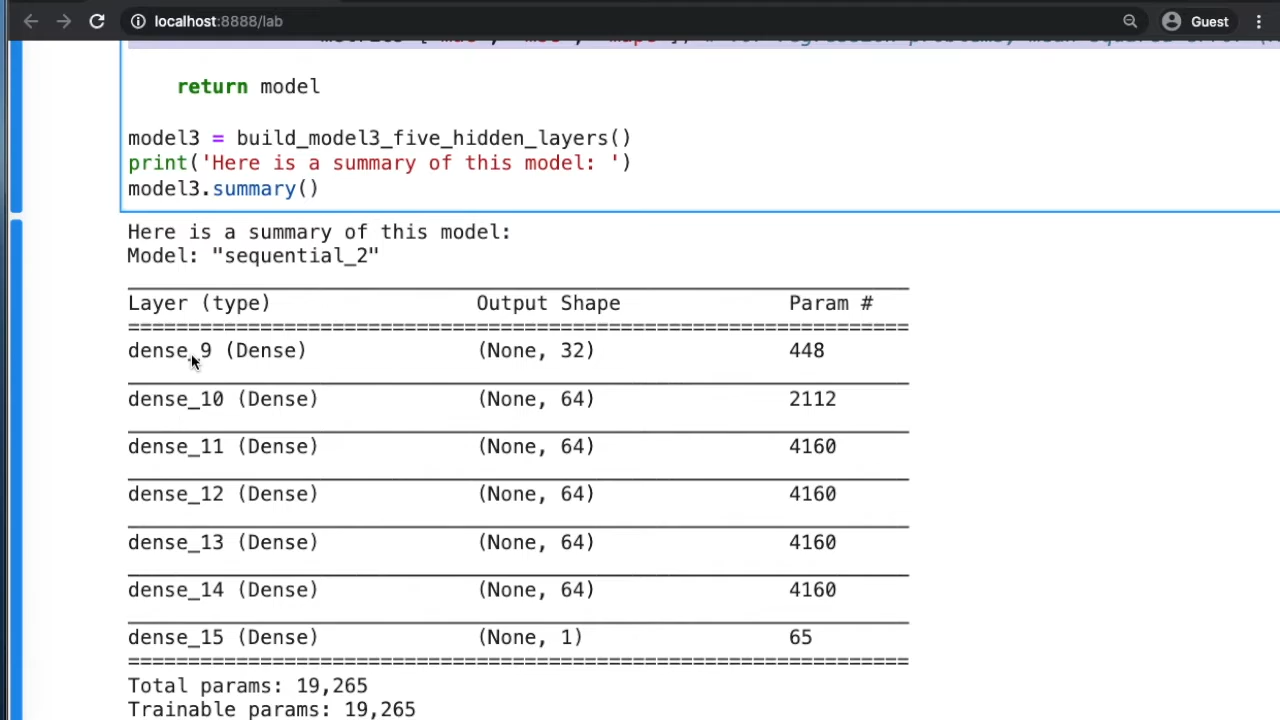 localhost:8888/lab
Guest
return model
model3 = build_model3_five_hidden_layers()
print('Here is a summary of this model: ')
model3.summary()
Here is a summary of this model:
Model: "sequential_2"
Layer (type) Output Shape Param #
=================================================================
dense_9 (Dense) (None, 32) 448
dense_10 (Dense) (None, 64) 2112
dense_11 (Dense) (None, 64) 4160
dense_12 (Dense) (None, 64) 4160
dense_13 (Dense) (None, 64) 4160
dense_14 (Dense) (None, 64) 4160
dense_15 (Dense) (None, 1) 65
=================================================================
Total params: 19,265
Trainable params: 19,265